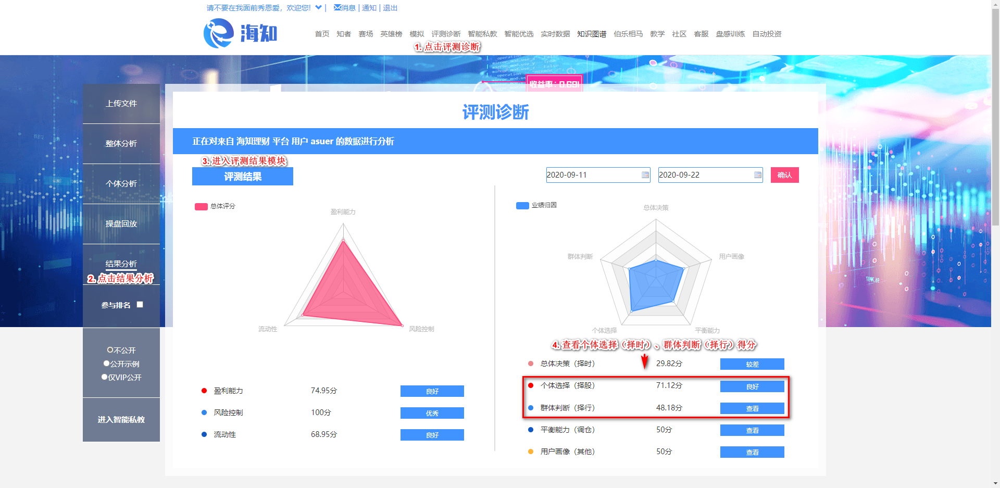 请不要在我面前秀恩爱，欢迎您! | 消息 | 通知 | 退出
海知
首页 知者 赛场 英雄榜 模拟 评测诊断 智能私教 智能优选 实时数据 知识图谱 伯乐相马 教学 社区 客服 盘感训练 自动投资
1. 点击评测诊断
收益率：0.681
评测诊断
正在对来自 海知理财 平台 用户 asuer 的数据进行分析
上传文件
整体分析
个体分析
操盘回放
结果分析
2. 点击结果分析
参与排名
不公开
公开示例
仅VIP公开
进入智能私教
3. 进入评测结果模块
评测结果
2020-09-11 2020-09-22 确认
总体评分
盈利能力
流动性
风险控制
盈利能力 74.95分 良好
风险控制 100分 优秀
流动性 68.95分 良好
业绩归因
总体决策
群体判断
用户画像
个体选择
平衡能力
4. 查看个体选择（择时）、群体判断（择行）得分
总体决策（择时） 29.82分 较差
个体选择（择股） 71.12分 良好
群体判断（择行） 48.18分 查看
平衡能力（调仓） 50分 查看
用户画像（其他） 50分 查看